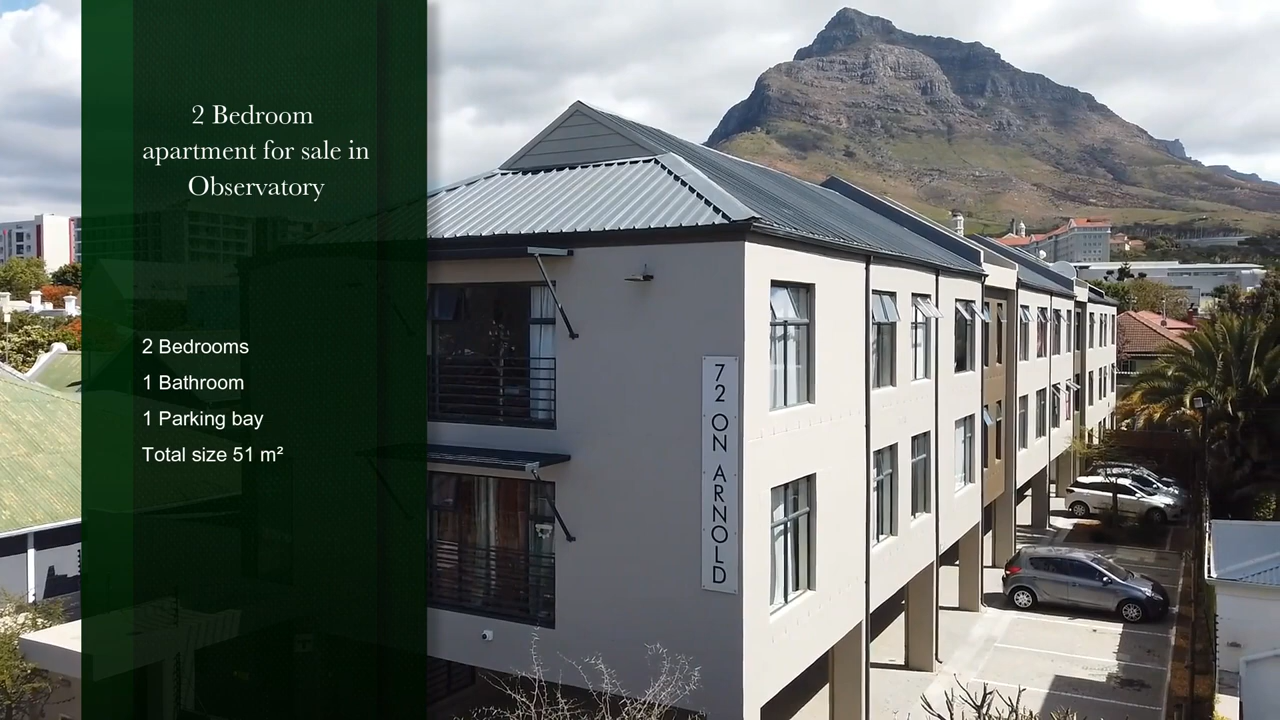 2 Bedroom
apartment for sale in
Observatory
2 Bedrooms
1 Bathroom
1 Parking bay
Total size 51 m²
72 ON ARNOLD